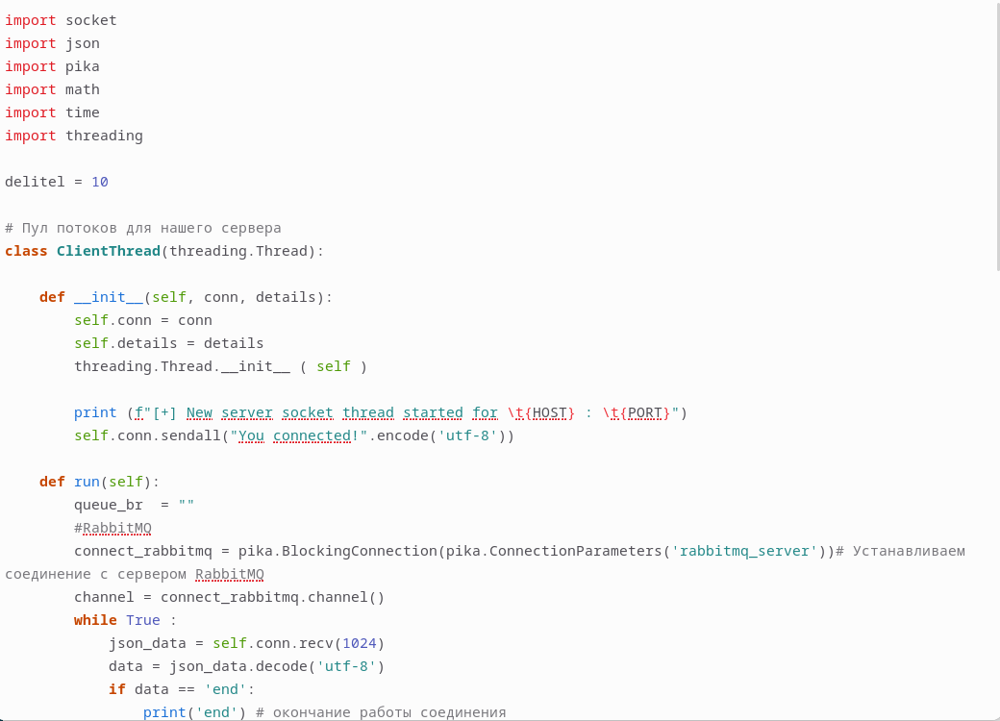 import socket
import json
import pika
import math
import time
import threading

delitel = 10

# Пул потоков для нашего сервера
class ClientThread(threading.Thread):

    def __init__(self, conn, details):
        self.conn = conn
        self.details = details
        threading.Thread.__init__ ( self )

        print (f"[+] New server socket thread started for \t{HOST} : \t{PORT}")
        self.conn.sendall("You connected!".encode('utf-8'))

    def run(self):
        queue_br  = ""
        #RabbitMQ
        connect_rabbitmq = pika.BlockingConnection(pika.ConnectionParameters('rabbitmq_server'))# Устанавливаем
соединение с сервером RabbitMQ
        channel = connect_rabbitmq.channel()
        while True :
            json_data = self.conn.recv(1024)
            data = json_data.decode('utf-8')
            if data == 'end':
                print('end') # окончание работы соединения